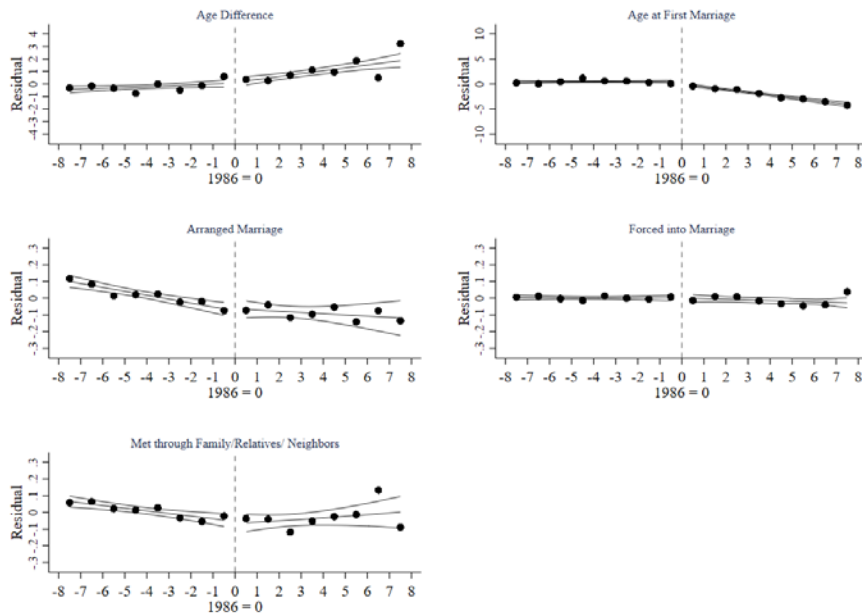 Age Difference
Residual
-4 -3 -2 -1 0 1 2 3 4
-8 -7 -6 -5 -4 -3 -2 -1 0 1 2 3 4 5 6 7 8
1986 = 0
Age at First Marriage
Residual
-10 -5 0 5 10
-8 -7 -6 -5 -4 -3 -2 -1 0 1 2 3 4 5 6 7 8
1986 = 0
Arranged Marriage
Residual
-.3 -.2 -.1 0 .1 .2 .3
-8 -7 -6 -5 -4 -3 -2 -1 0 1 2 3 4 5 6 7 8
1986 = 0
Forced into Marriage
Residual
-.3 -.2 -.1 0 .1 .2 .3
-8 -7 -6 -5 -4 -3 -2 -1 0 1 2 3 4 5 6 7 8
1986 = 0
Met through Family/Relatives/ Neighbors
Residual
-.3 -.2 -.1 0 .1 .2 .3
-8 -7 -6 -5 -4 -3 -2 -1 0 1 2 3 4 5 6 7 8
1986 = 0